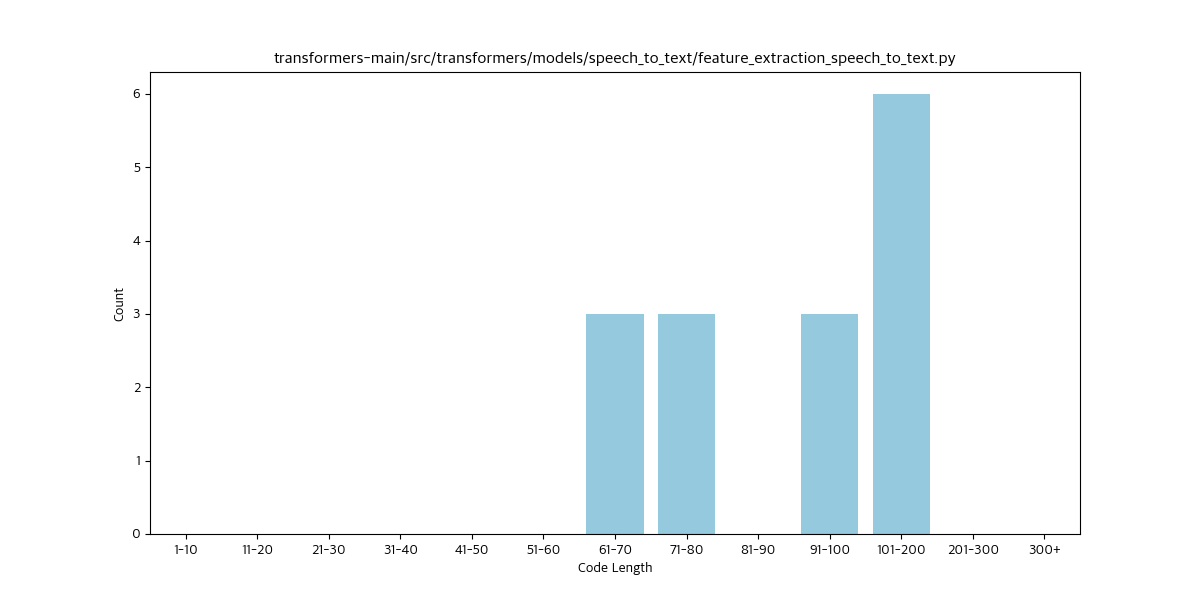 transformers-main/src/transformers/models/speech_to_text/feature_extraction_speech_to_text.py
6
5
4
3
2
1
0
Count
1-10 11-20 21-30 31-40 41-50 51-60 61-70 71-80 81-90 91-100 101-200 201-300 300+
Code Length